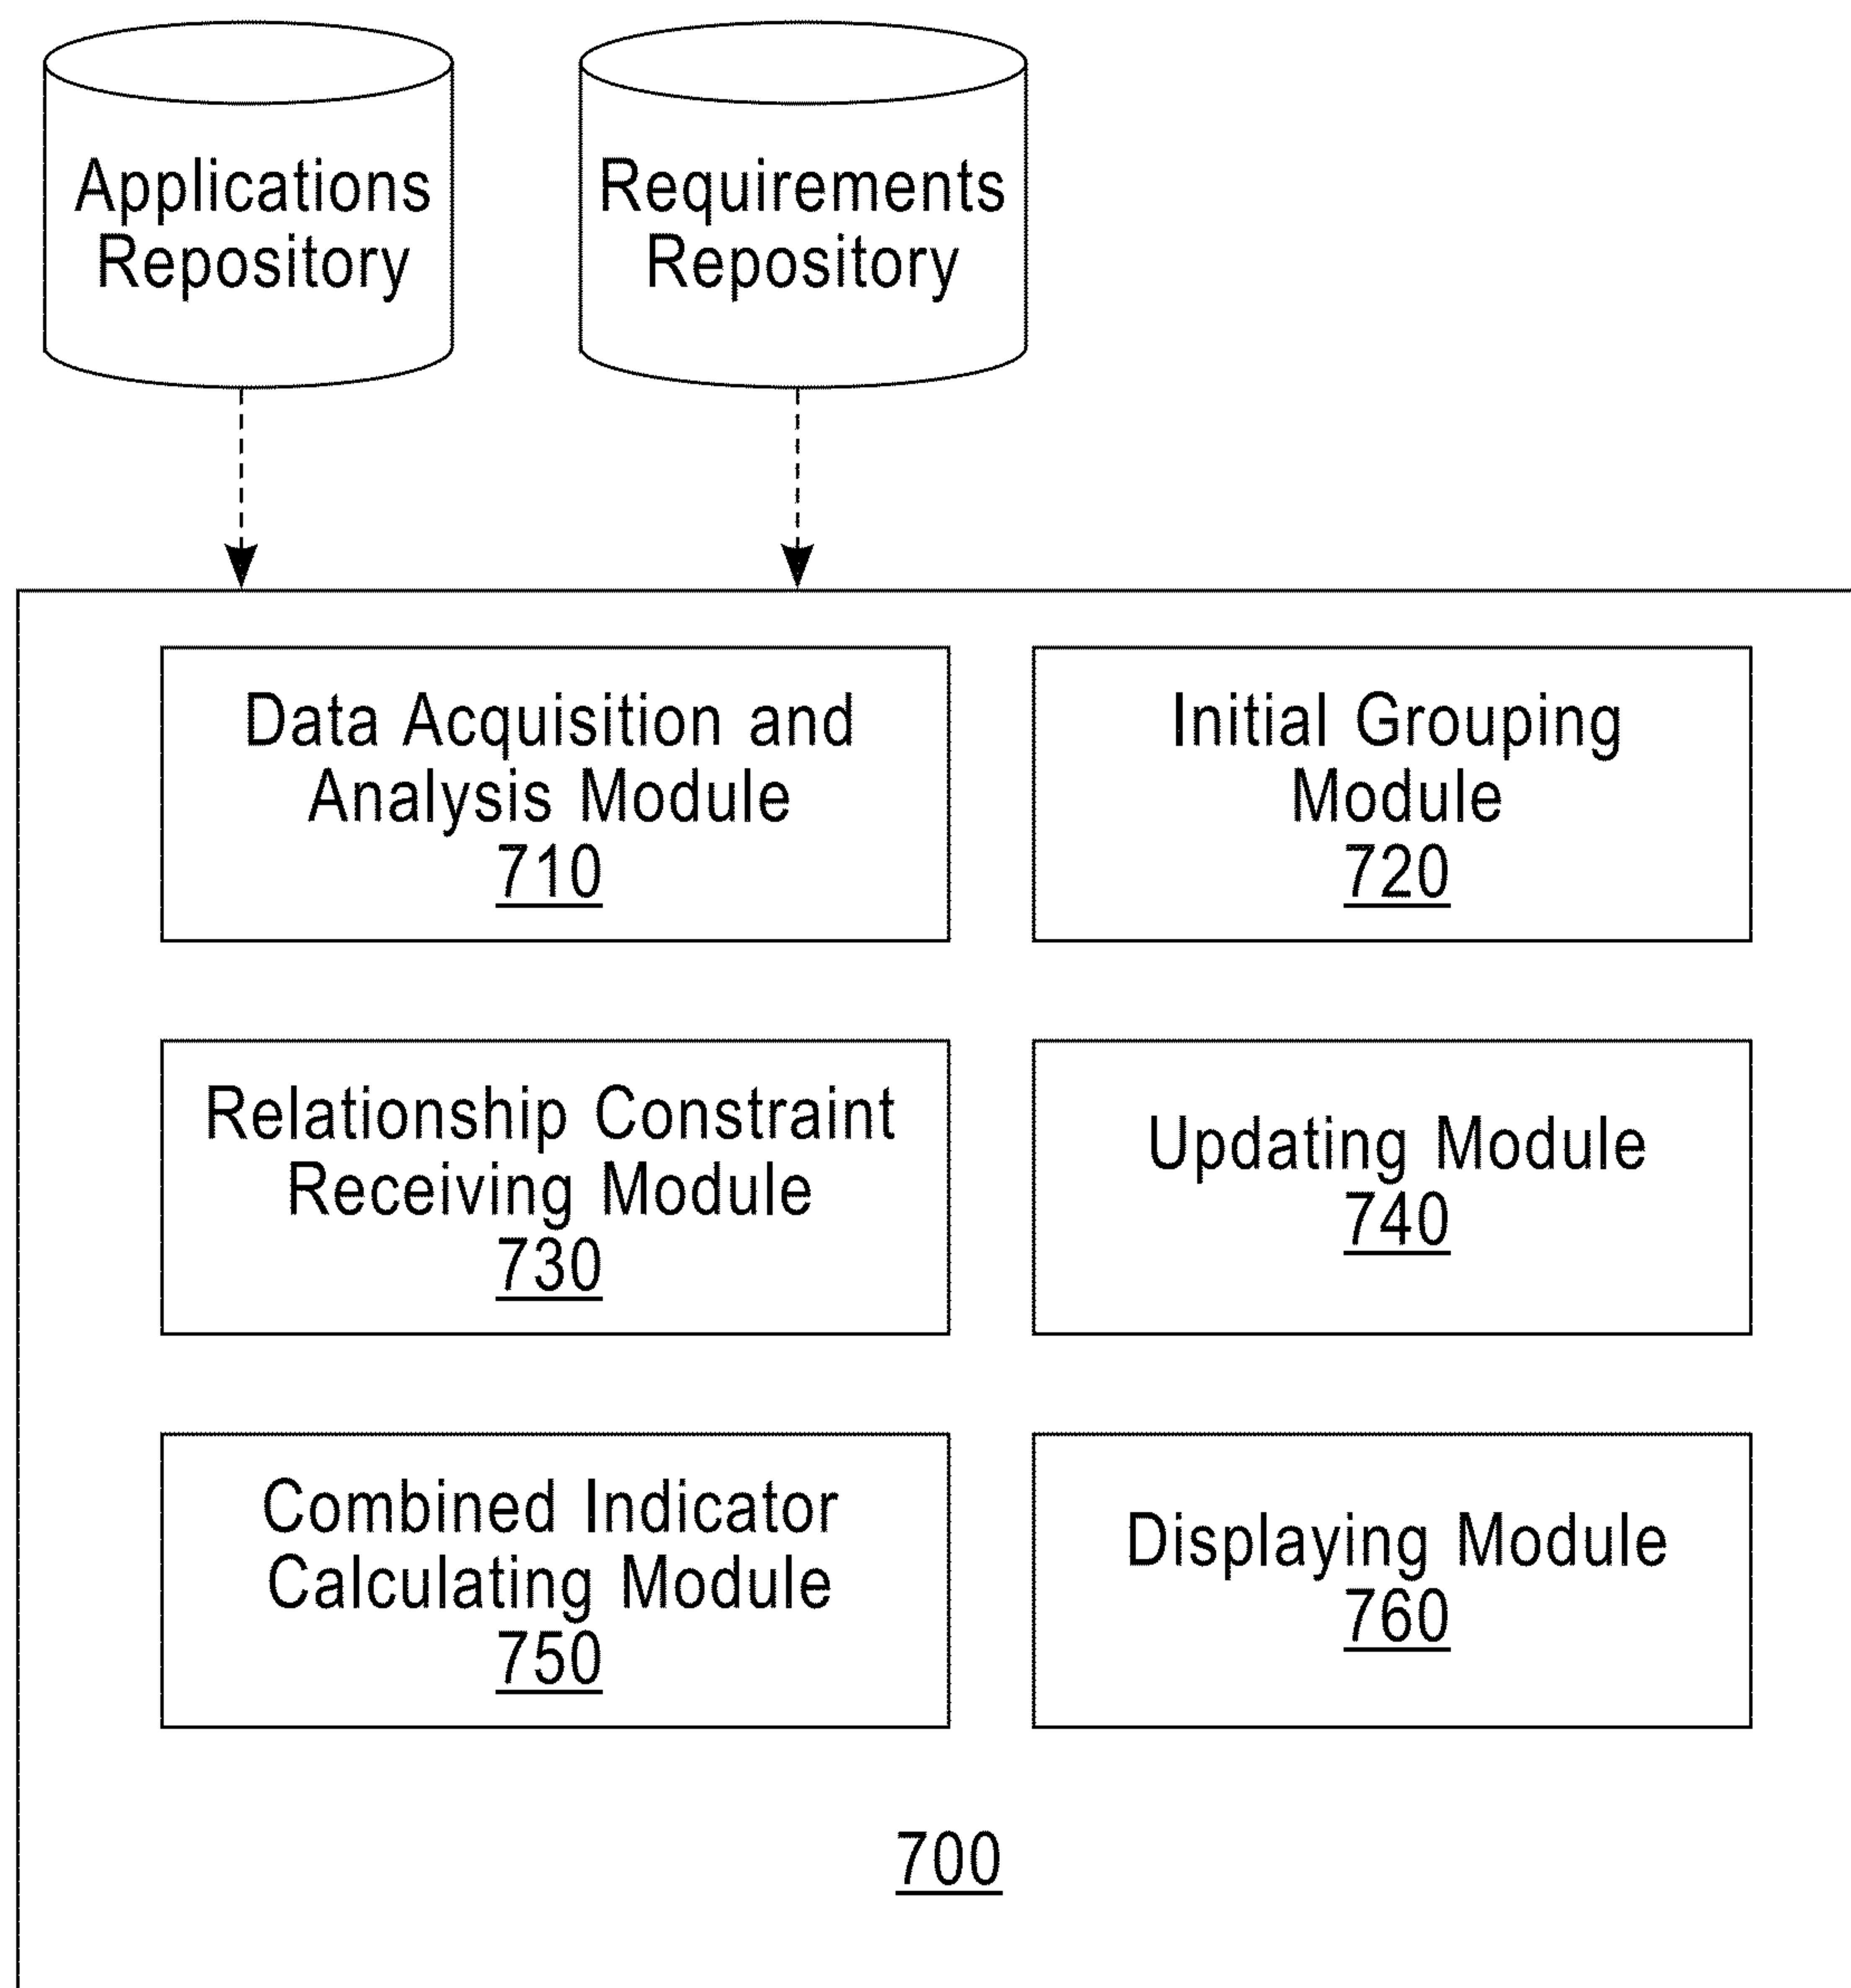 Applications
Repository
Requirements
Repository
Data Acquisition and
Analysis Module
710
Initial Grouping
Module
720
Relationship Constraint
Receiving Module
730
Updating Module
740
Combined Indicator
Calculating Module
750
Displaying Module
760
700